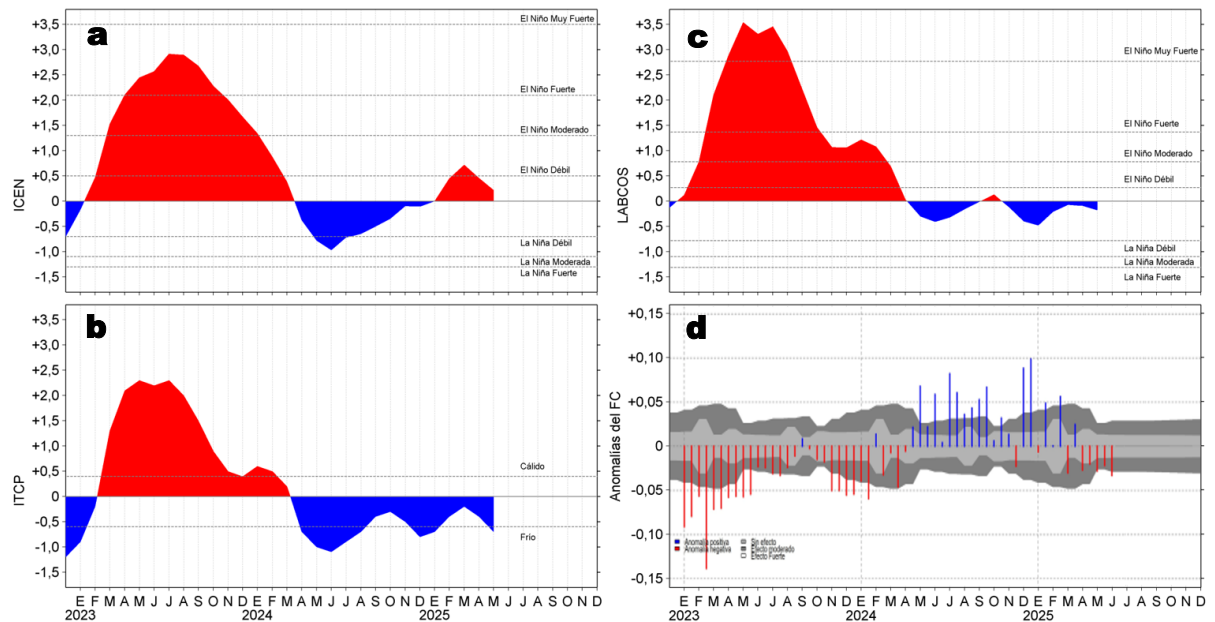 a
+3,5
+3,0
+2,5
+2,0
+1,5
+1,0
+0,5
0
-0,5
-1,0
-1,5
ICEN
El Niño Muy Fuerte
El Niño Fuerte
El Niño Moderado
El Niño Débil
La Niña Débil
La Niña Moderada
La Niña Fuerte
c
+3,5
+3,0
+2,5
+2,0
+1,5
+1,0
+0,5
0
-0,5
-1,0
-1,5
LABCOS
El Niño Muy Fuerte
El Niño Fuerte
El Niño Moderado
El Niño Débil
La Niña Débil
La Niña Moderada
La Niña Fuerte
b
+3,5
+3,0
+2,5
+2,0
+1,5
+1,0
+0,5
0
-0,5
-1,0
-1,5
ITCP
Cálido
Frío
E F M A M J J A S O N D E F M A M J J A S O N D E F M A M J J A S O N D
2023 2024 2025
d
+0,15
+0,10
+0,05
0
-0,05
-0,10
-0,15
Anomalías del FC
Anomalía positiva
Anomalía negativa
Sin efecto
Efecto moderado
Efecto Fuerte
E F M A M J J A S O N D E F M A M J J A S O N D E F M A M J J A S O N D
2023 2024 2025